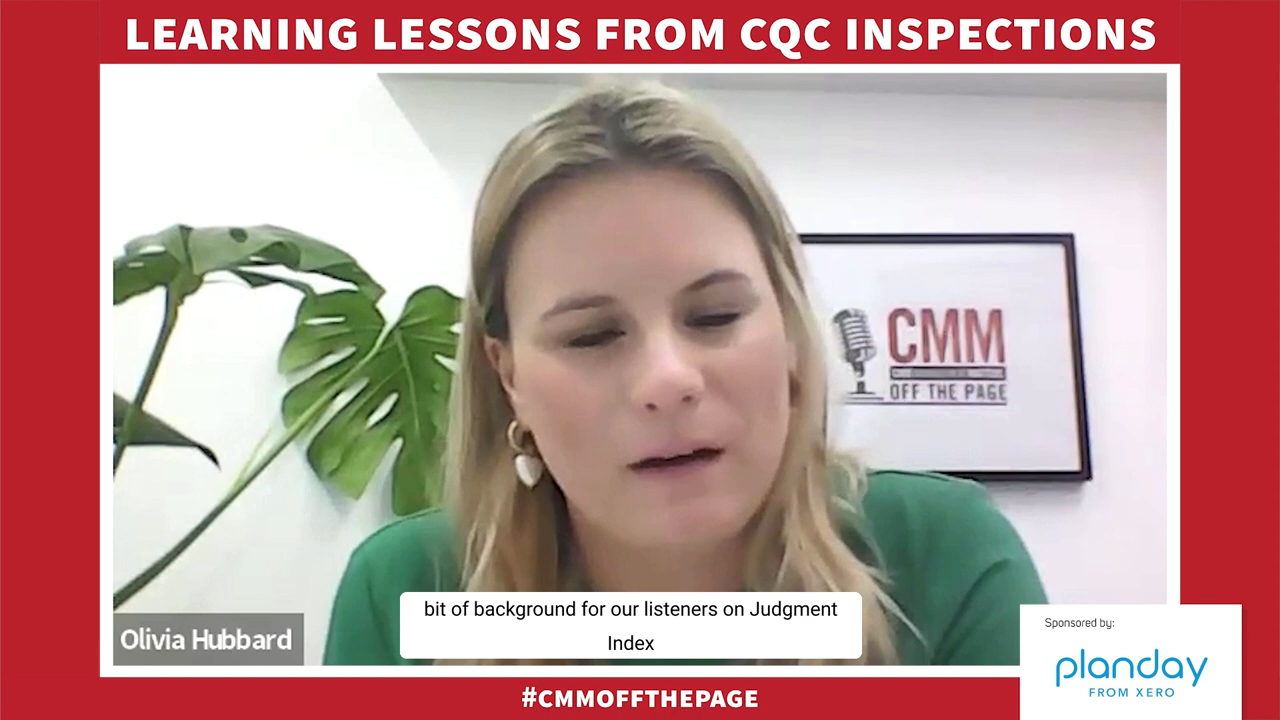 LEARNING LESSONS FROM CQC INSPECTIONS
CMM
OFF THE PAGE
Olivia Hubbard
bit of background for our listeners on Judgment
Index
Sponsored by:
planday
FROM XERO
#CMMOFFTHEPAGE